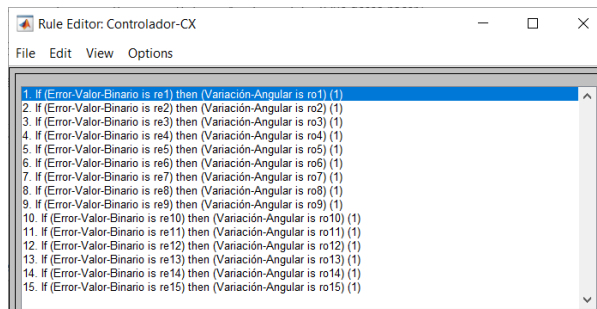 Rule Editor: Controlador-CX
File Edit View Options
1. If (Error-Valor-Binario is re1) then (Variación-Angular is ro1) (1)
2. If (Error-Valor-Binario is re2) then (Variación-Angular is ro2) (1)
3. If (Error-Valor-Binario is re3) then (Variación-Angular is ro3) (1)
4. If (Error-Valor-Binario is re4) then (Variación-Angular is ro4) (1)
5. If (Error-Valor-Binario is re5) then (Variación-Angular is ro5) (1)
6. If (Error-Valor-Binario is re6) then (Variación-Angular is ro6) (1)
7. If (Error-Valor-Binario is re7) then (Variación-Angular is ro7) (1)
8. If (Error-Valor-Binario is re8) then (Variación-Angular is ro8) (1)
9. If (Error-Valor-Binario is re9) then (Variación-Angular is ro9) (1)
10. If (Error-Valor-Binario is re10) then (Variación-Angular is ro10) (1)
11. If (Error-Valor-Binario is re11) then (Variación-Angular is ro11) (1)
12. If (Error-Valor-Binario is re12) then (Variación-Angular is ro12) (1)
13. If (Error-Valor-Binario is re13) then (Variación-Angular is ro13) (1)
14. If (Error-Valor-Binario is re14) then (Variación-Angular is ro14) (1)
15. If (Error-Valor-Binario is re15) then (Variación-Angular is ro15) (1)